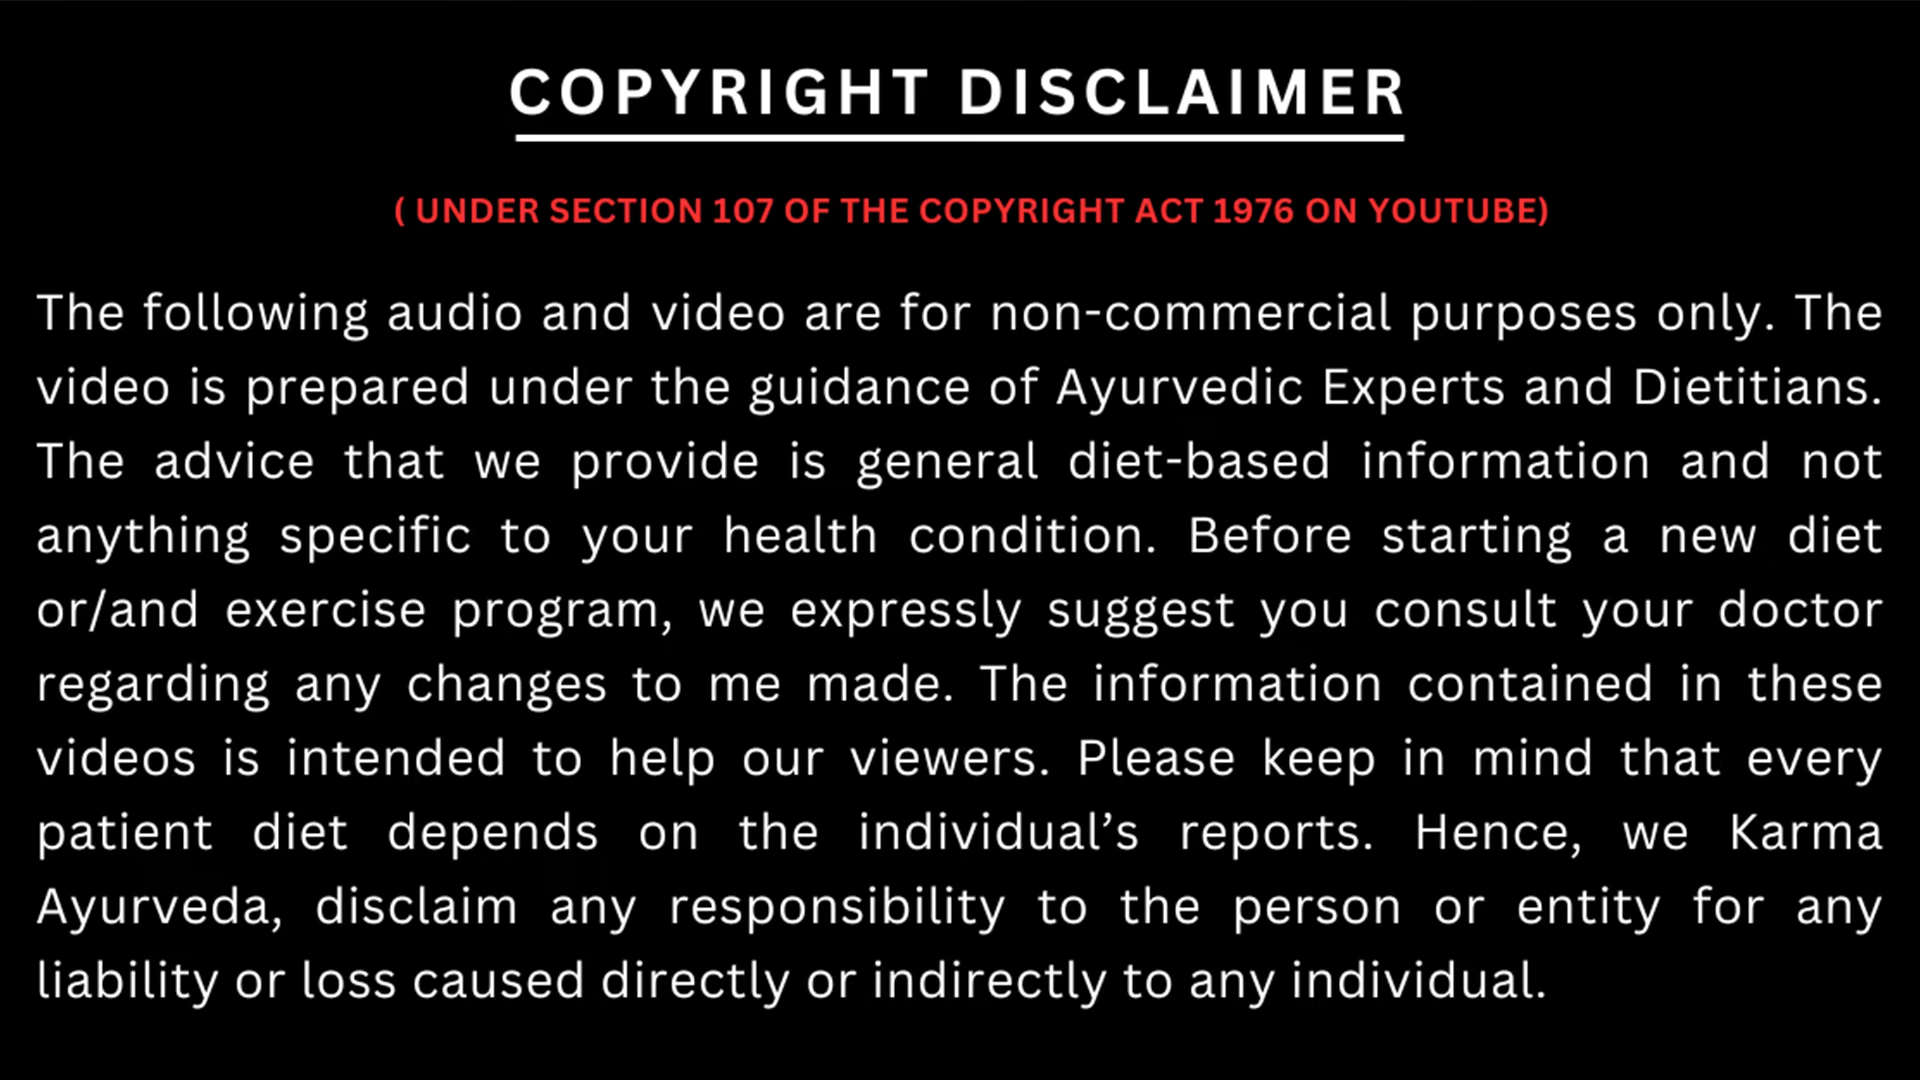 COPYRIGHT DISCLAIMER
( UNDER SECTION 107 OF THE COPYRIGHT ACT 1976 ON YOUTUBE)
The following audio and video are for non-commercial purposes only. The
video is prepared under the guidance of Ayurvedic Experts and Dietitians.
The advice that we provide is general diet-based information and not
anything specific to your health condition. Before starting a new diet
or/and exercise program, we expressly suggest you consult your doctor
regarding any changes to me made. The information contained in these
videos is intended to help our viewers. Please keep in mind that every
patient diet depends on the individual’s reports. Hence, we Karma
Ayurveda, disclaim any responsibility to the person or entity for any
liability or loss caused directly or indirectly to any individual.